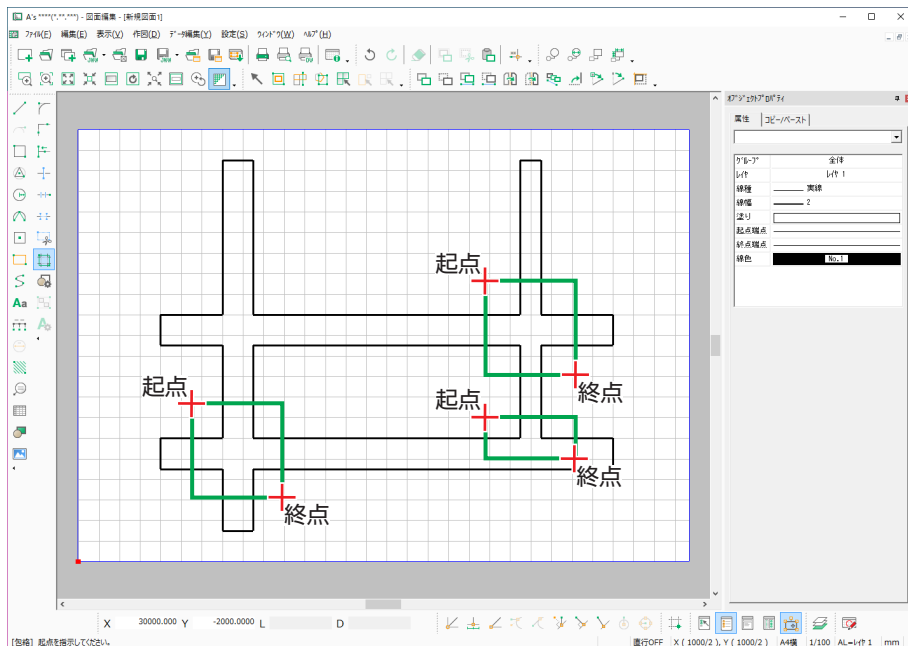 A's ****(*.**.***) - 図面編集 - [新規図面1]
ﾌｧｲﾙ(F) 編集(E) 表示(V) 作図(D) ﾃﾞｰﾀ編集(Y) 設定(S) ｳｨﾝﾄﾞｳ(W) ﾍﾙﾌﾟ(H)
JWW JWW JWW DW
Aa
A
起点
終点
起点
終点
起点
終点
ｵﾌﾞｼﾞｪｸﾄﾌﾟﾛﾊﾟﾃｨ
属性 ｺﾋﾟｰ/ﾍﾟｰｽﾄ
ｸﾞﾙｰﾌﾟ 全体
ﾚｲﾔ ﾚｲﾔ 1
線種 実線
線幅 2
塗り
起点端点
終点端点
線色 No.1
X 30000.000 Y -2000.0000 L D
[包絡] 起点を指示してください。 直行OFF X ( 1000/2 ), Y ( 1000/2 ) A4横 1/100 AL=ﾚｲﾔ 1 mm